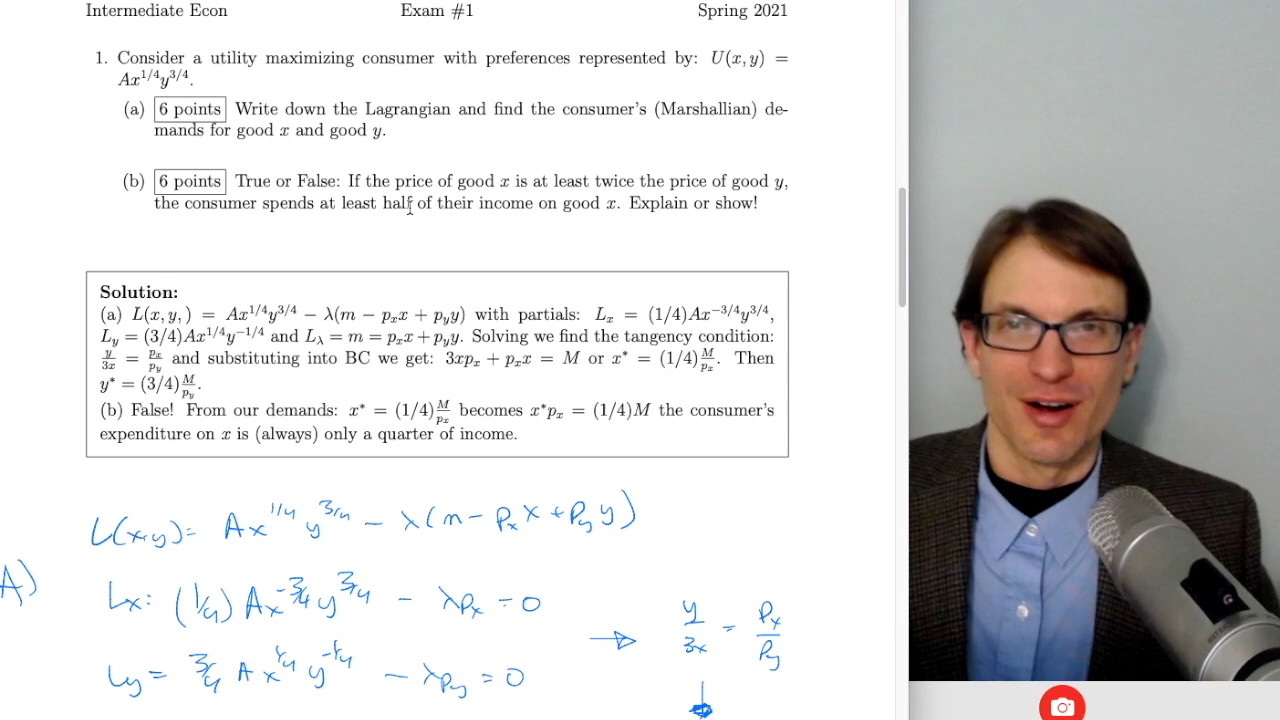 Intermediate Econ Exam #1 Spring 2021
1. Consider a utility maximizing consumer with preferences represented by: U(x, y) =
Ax^{1/4}y^{3/4}.
(a) 6 points Write down the Lagrangian and find the consumer's (Marshallian) de-
mands for good x and good y.
(b) 6 points True or False: If the price of good x is at least twice the price of good y,
the consumer spends at least half of their income on good x. Explain or show!
Solution:
(a) L(x, y, ) = Ax^{1/4}y^{3/4} − λ(m − p_x x + p_y y) with partials: L_x = (1/4)Ax^{−3/4}y^{3/4},
L_y = (3/4)Ax^{1/4}y^{−1/4} and L_λ = m = p_x x + p_y y. Solving we find the tangency condition:
y/3x = p_x/p_y and substituting into BC we get: 3xp_x + p_x x = M or x* = (1/4)M/p_x. Then
y* = (3/4)M/p_y.
(b) False! From our demands: x* = (1/4)M/p_x becomes x*p_x = (1/4)M the consumer's
expenditure on x is (always) only a quarter of income.
L(x,y) = Ax^{1/4} y^{3/4} − λ(m − P_x x + P_y y)
A)
Lx: (1/4) Ax^{−3/4} y^{3/4} − λP_x = 0
→ y/3x = P_x/P_y
Ly = 3/4 A x^{1/4} y^{−1/4} − λP_y = 0